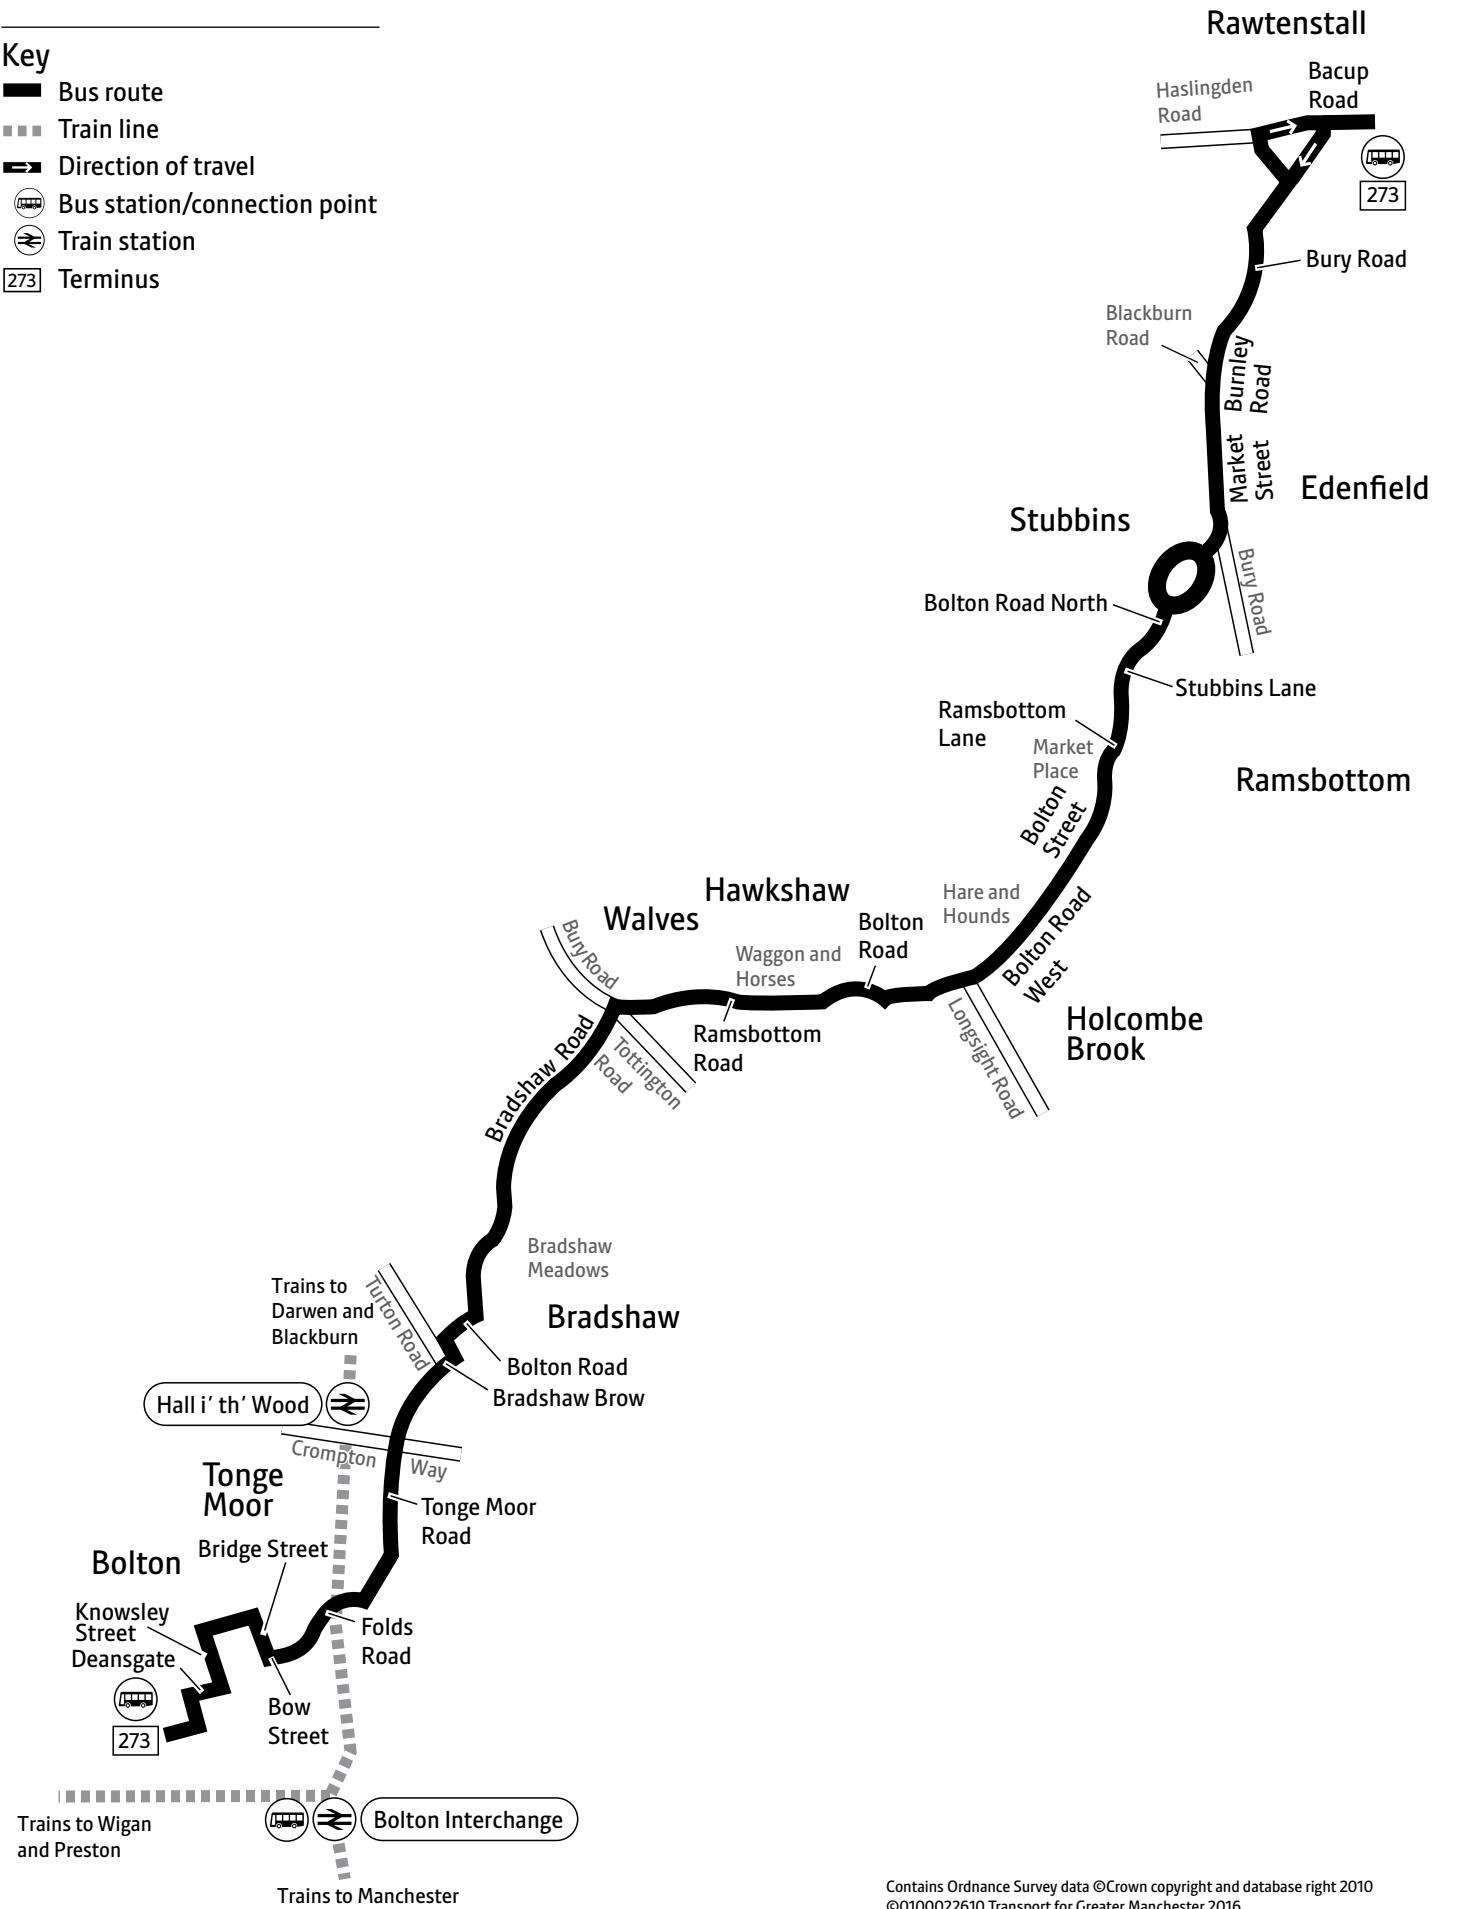 Rawtenstall
Key
Bus route
Train line
Direction of travel
Bus station/connection point
Train station
273 Terminus
Haslingden
Road
Bacup
Road
273
Bury Road
Blackburn
Road
Burnley
Road
Market
Street
Edenfield
Stubbins
Bury Road
Bolton Road North
Stubbins Lane
Ramsbottom
Lane
Market
Place
Ramsbottom
Bolton
Street
Hawkshaw
Walves
Hare and
Hounds
Bolton
Road
Bolton Road
West
Bury Road
Waggon and
Horses
Ramsbottom
Road
Holcombe
Brook
Longsight Road
Tottington
Road
Bradshaw Road
Bradshaw
Meadows
Trains to
Darwen and
Blackburn
Turton Road
Bradshaw
Bolton Road
Bradshaw Brow
Hall i' th' Wood
Crompton Way
Tonge
Moor
Tonge Moor
Road
Bridge Street
Bolton
Knowsley
Street
Deansgate
Folds
Road
Bow
Street
273
Trains to Wigan
and Preston
Bolton Interchange
Trains to Manchester
Contains Ordnance Survey data ©Crown copyright and database right 2010
©0100022610 Transport for Greater Manchester 2016